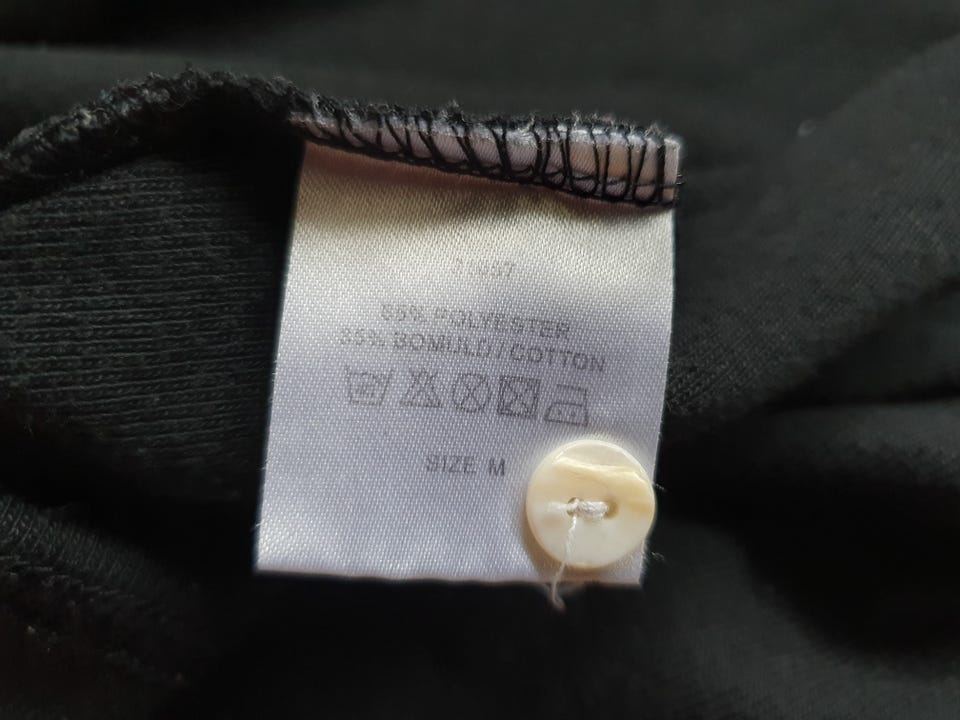 65% POLYESTER
35% BOMULD/COTTON
SIZE M